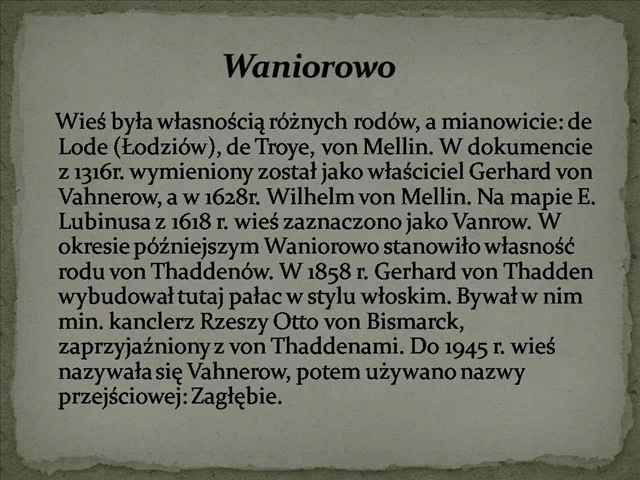 Waniorowo
Wieś była własnością różnych rodów, a mianowicie: de
Lode (Łodziów), de Troye, von Mellin. W dokumencie
z 1316r. wymieniony został jako właściciel Gerhard von
Vahnerow, a w 1628r. Wilhelm von Mellin. Na mapie E.
Lubinusa z 1618 r. wieś zaznaczono jako Vanrow. W
okresie późniejszym Waniorowo stanowiło własność
rodu von Thaddenów. W 1858 r. Gerhard von Thadden
wybudował tutaj pałac w stylu włoskim. Bywał w nim
min. kanclerz Rzeszy Otto von Bismarck,
zaprzyjaźniony z von Thaddenami. Do 1945 r. wieś
nazywała się Vahnerow, potem używano nazwy
przejściowej: Zagłębie.